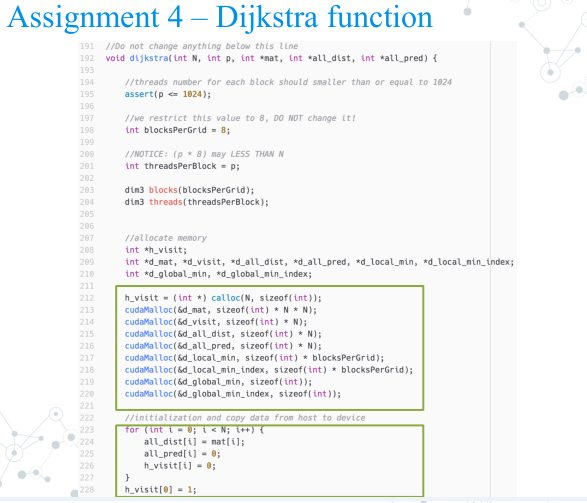 Assignment 4 – Dijkstra function
191 //Do not change anything below this line
192 void dijkstra(int N, int p, int *mat, int *all_dist, int *all_pred) {
193
194 //threads number for each block should smaller than or equal to 1024
195 assert(p <= 1024);
196
197 //we restrict this value to 8, DO NOT change it!
198 int blocksPerGrid = 8;
199
200 //NOTICE: (p * 8) may LESS THAN N
201 int threadsPerBlock = p;
202
203 dim3 blocks(blocksPerGrid);
204 dim3 threads(threadsPerBlock);
205
206
207 //allocate memory
208 int *h_visit;
209 int *d_mat, *d_visit, *d_all_dist, *d_all_pred, *d_local_min, *d_local_min_index;
210 int *d_global_min, *d_global_min_index;
211
212 h_visit = (int *) calloc(N, sizeof(int));
213 cudaMalloc(&d_mat, sizeof(int) * N * N);
214 cudaMalloc(&d_visit, sizeof(int) * N);
215 cudaMalloc(&d_all_dist, sizeof(int) * N);
216 cudaMalloc(&d_all_pred, sizeof(int) * N);
217 cudaMalloc(&d_local_min, sizeof(int) * blocksPerGrid);
218 cudaMalloc(&d_local_min_index, sizeof(int) * blocksPerGrid);
219 cudaMalloc(&d_global_min, sizeof(int));
220 cudaMalloc(&d_global_min_index, sizeof(int));
221
222 //initialization and copy data from host to device
223 for (int i = 0; i < N; i++) {
224 all_dist[i] = mat[i];
225 all_pred[i] = 0;
226 h_visit[i] = 0;
227 }
228 h_visit[0] = 1;